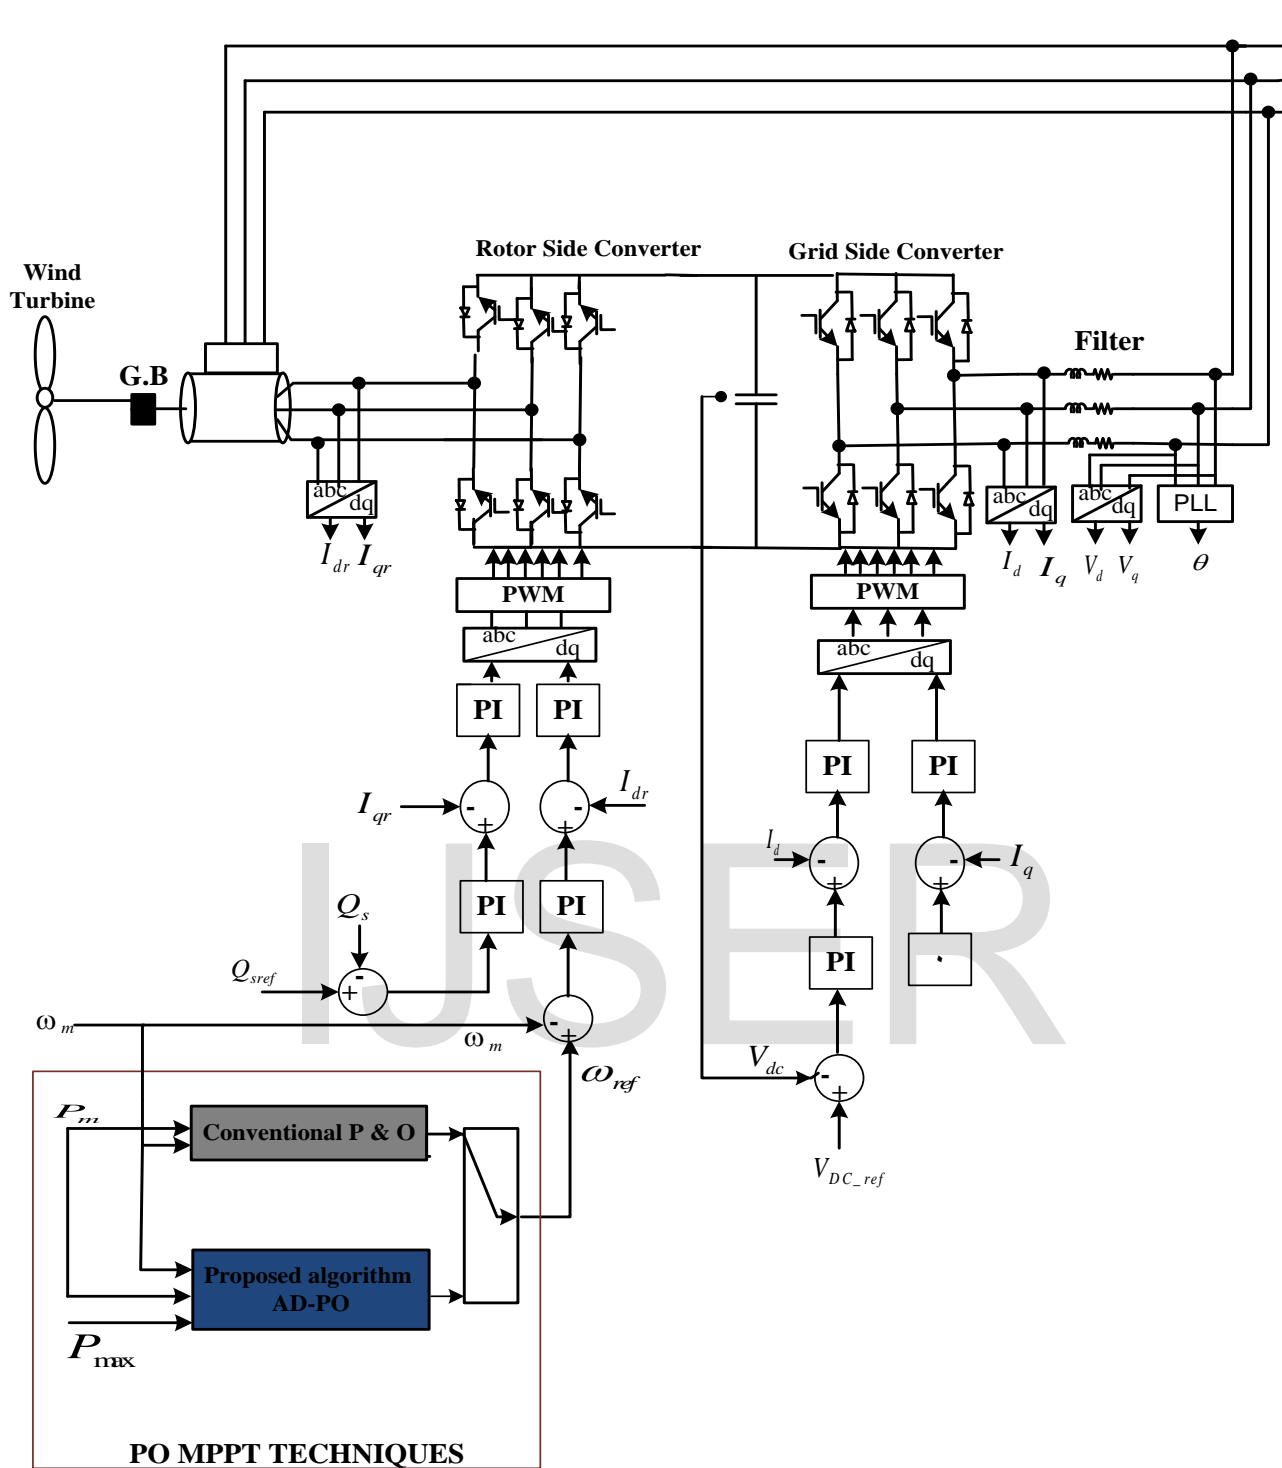 Rotor Side Converter
Grid Side Converter
Wind
Turbine
G.B
Filter
abc
dq
I_dr I_qr
abc
dq
I_d I_q
abc
dq
V_d V_q
PLL
θ
PWM
PWM
abc
dq
abc
dq
PI
PI
PI
PI
I_qr
-
+
-
+
I_dr
I_d
-
+
-
+
I_q
PI
PI
PI
Q_s
-
Q_sref
+
ω_m
ω_m
-
+
ω_ref
V_dc
-
+
V_DC_ref
P_m
Conventional P & O
Proposed algorithm
AD-PO
P_max
PO MPPT TECHNIQUES
IJSER